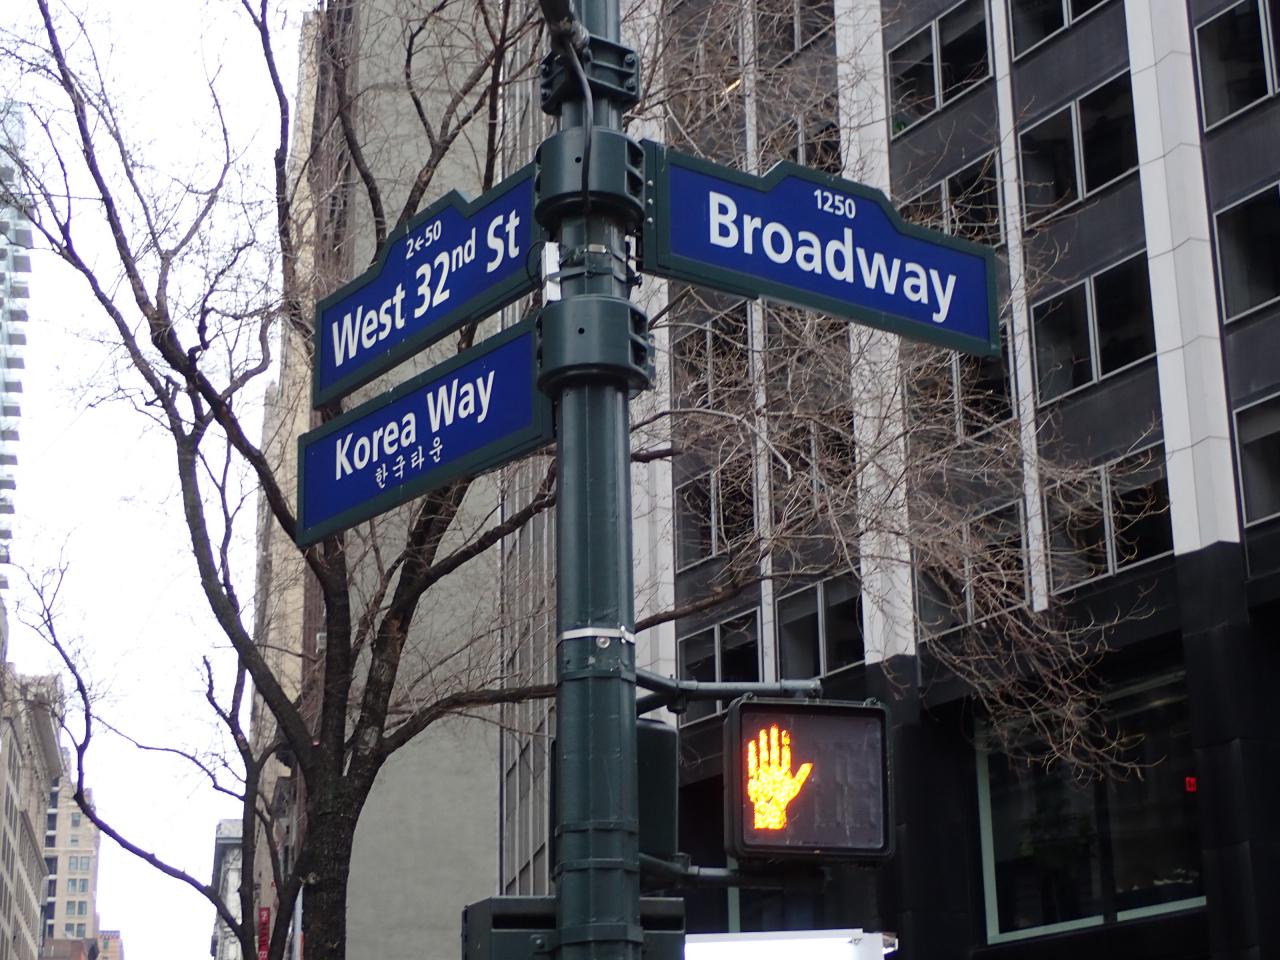 2←50
West 32nd St
Korea Way
한국타운
1250
Broadway